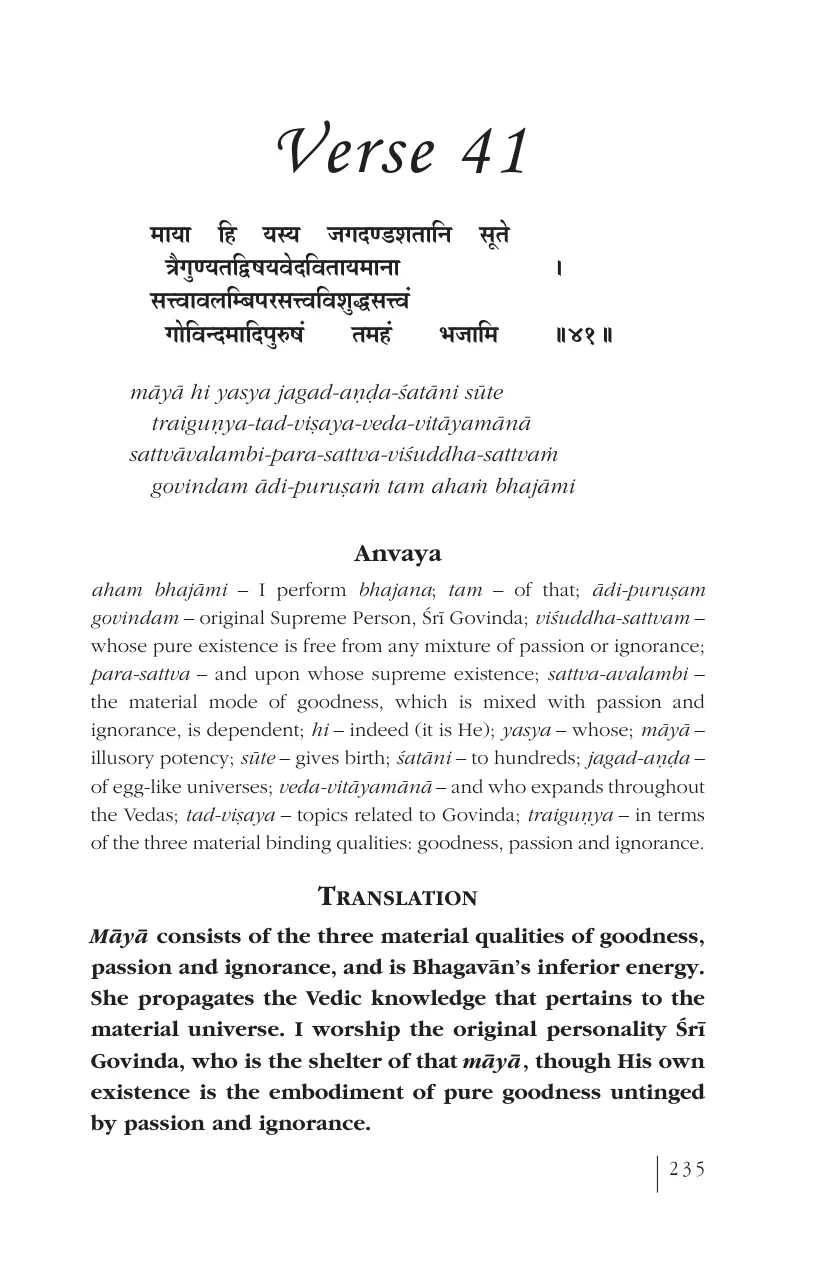 Verse 41
माया हि यस्य जगदण्डशतानि सूते
त्रैगुण्यतद्विषयवेदवितायमाना ।
सत्त्वावलम्बिपरसत्त्वविशुद्धसत्त्वं
गोविन्दमादिपुरुषं तमहं भजामि ॥४१॥
māyā hi yasya jagad-aṇḍa-śatāni sūte
traiguṇya-tad-viṣaya-veda-vitāyamānā
sattvāvalambi-para-sattva-viśuddha-sattvaṁ
govindam ādi-puruṣaṁ tam ahaṁ bhajāmi
Anvaya
aham bhajāmi – I perform bhajana; tam – of that; ādi-puruṣam
govindam – original Supreme Person, Śrī Govinda; viśuddha-sattvam –
whose pure existence is free from any mixture of passion or ignorance;
para-sattva – and upon whose supreme existence; sattva-avalambi –
the material mode of goodness, which is mixed with passion and
ignorance, is dependent; hi – indeed (it is He); yasya – whose; māyā –
illusory potency; sūte – gives birth; śatāni – to hundreds; jagad-aṇḍa –
of egg-like universes; veda-vitāyamānā – and who expands throughout
the Vedas; tad-viṣaya – topics related to Govinda; traiguṇya – in terms
of the three material binding qualities: goodness, passion and ignorance.
TRANSLATION
Māyā consists of the three material qualities of goodness,
passion and ignorance, and is Bhagavān’s inferior energy.
She propagates the Vedic knowledge that pertains to the
material universe. I worship the original personality Śrī
Govinda, who is the shelter of that māyā, though His own
existence is the embodiment of pure goodness untinged
by passion and ignorance.
235